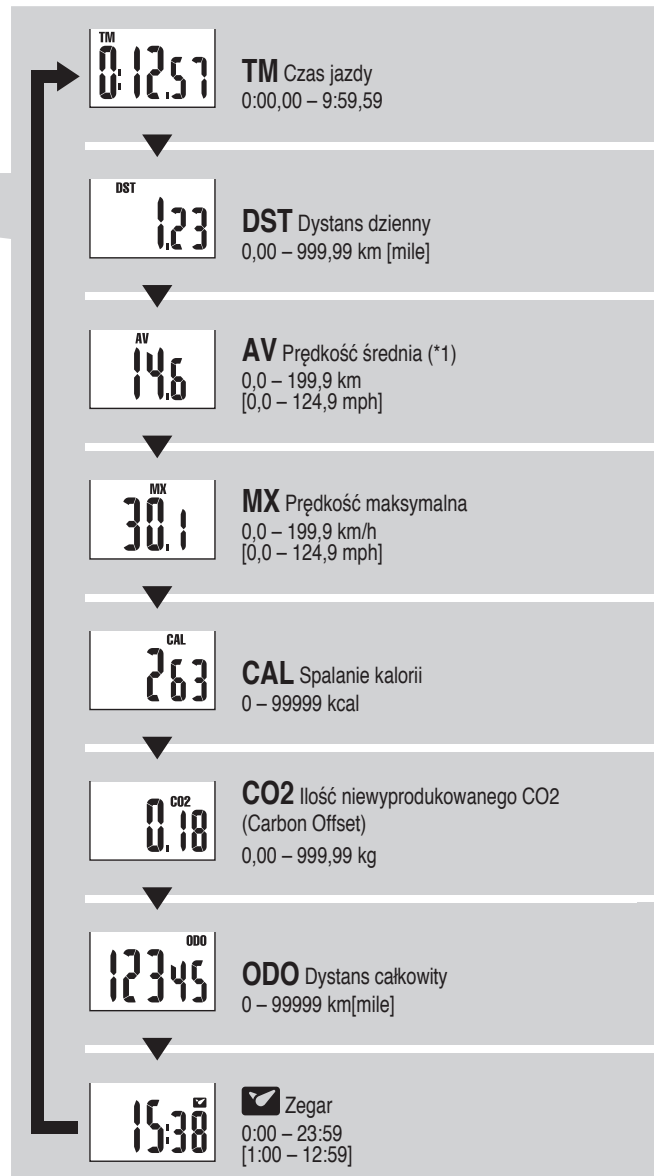 TM
0:12.57
TM Czas jazdy
0:00,00 – 9:59,59
DST
1.23
DST Dystans dzienny
0,00 – 999,99 km [mile]
AV
14.6
AV Prędkość średnia (*1)
0,0 – 199,9 km
[0,0 – 124,9 mph]
MX
30.1
MX Prędkość maksymalna
0,0 – 199,9 km/h
[0,0 – 124,9 mph]
CAL
263
CAL Spalanie kalorii
0 – 99999 kcal
CO2
0.18
CO2 Ilość niewyprodukowanego CO2
(Carbon Offset)
0,00 – 999,99 kg
ODO
12345
ODO Dystans całkowity
0 – 99999 km[mile]
15:38
Zegar
0:00 – 23:59
[1:00 – 12:59]